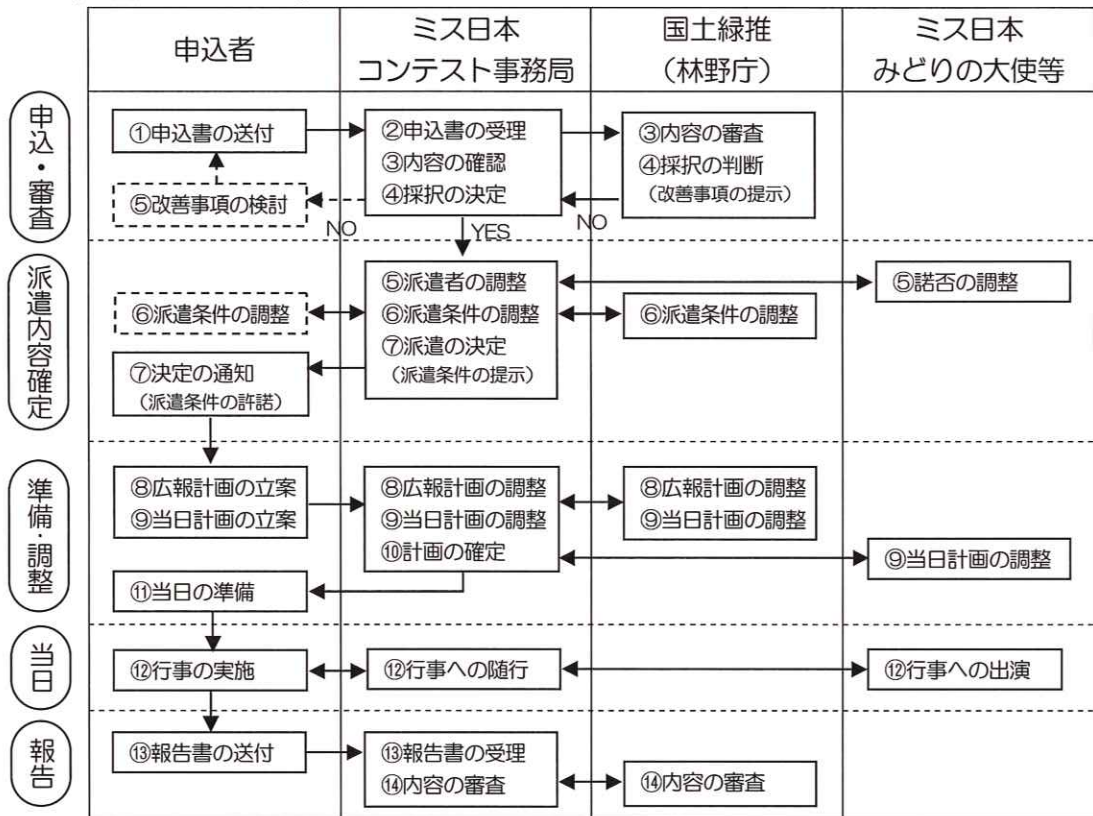 申込者
ミス日本
コンテスト事務局
国土緑推
(林野庁)
ミス日本
みどりの大使等
申込・審査
①申込書の送付
⑤改善事項の検討
NO
②申込書の受理
③内容の確認
④採択の決定
YES
③内容の審査
④採択の判断
(改善事項の提示)
NO
派遣内容確定
⑥派遣条件の調整
⑦決定の通知
(派遣条件の許諾)
⑤派遣者の調整
⑥派遣条件の調整
⑦派遣の決定
(派遣条件の提示)
⑥派遣条件の調整
⑤諾否の調整
準備・調整
⑧広報計画の立案
⑨当日計画の立案
⑪当日の準備
⑧広報計画の調整
⑨当日計画の調整
⑩計画の確定
⑧広報計画の調整
⑨当日計画の調整
⑨当日計画の調整
当日
⑫行事の実施
⑫行事への随行
⑫行事への出演
報告
⑬報告書の送付
⑬報告書の受理
⑭内容の審査
⑭内容の審査